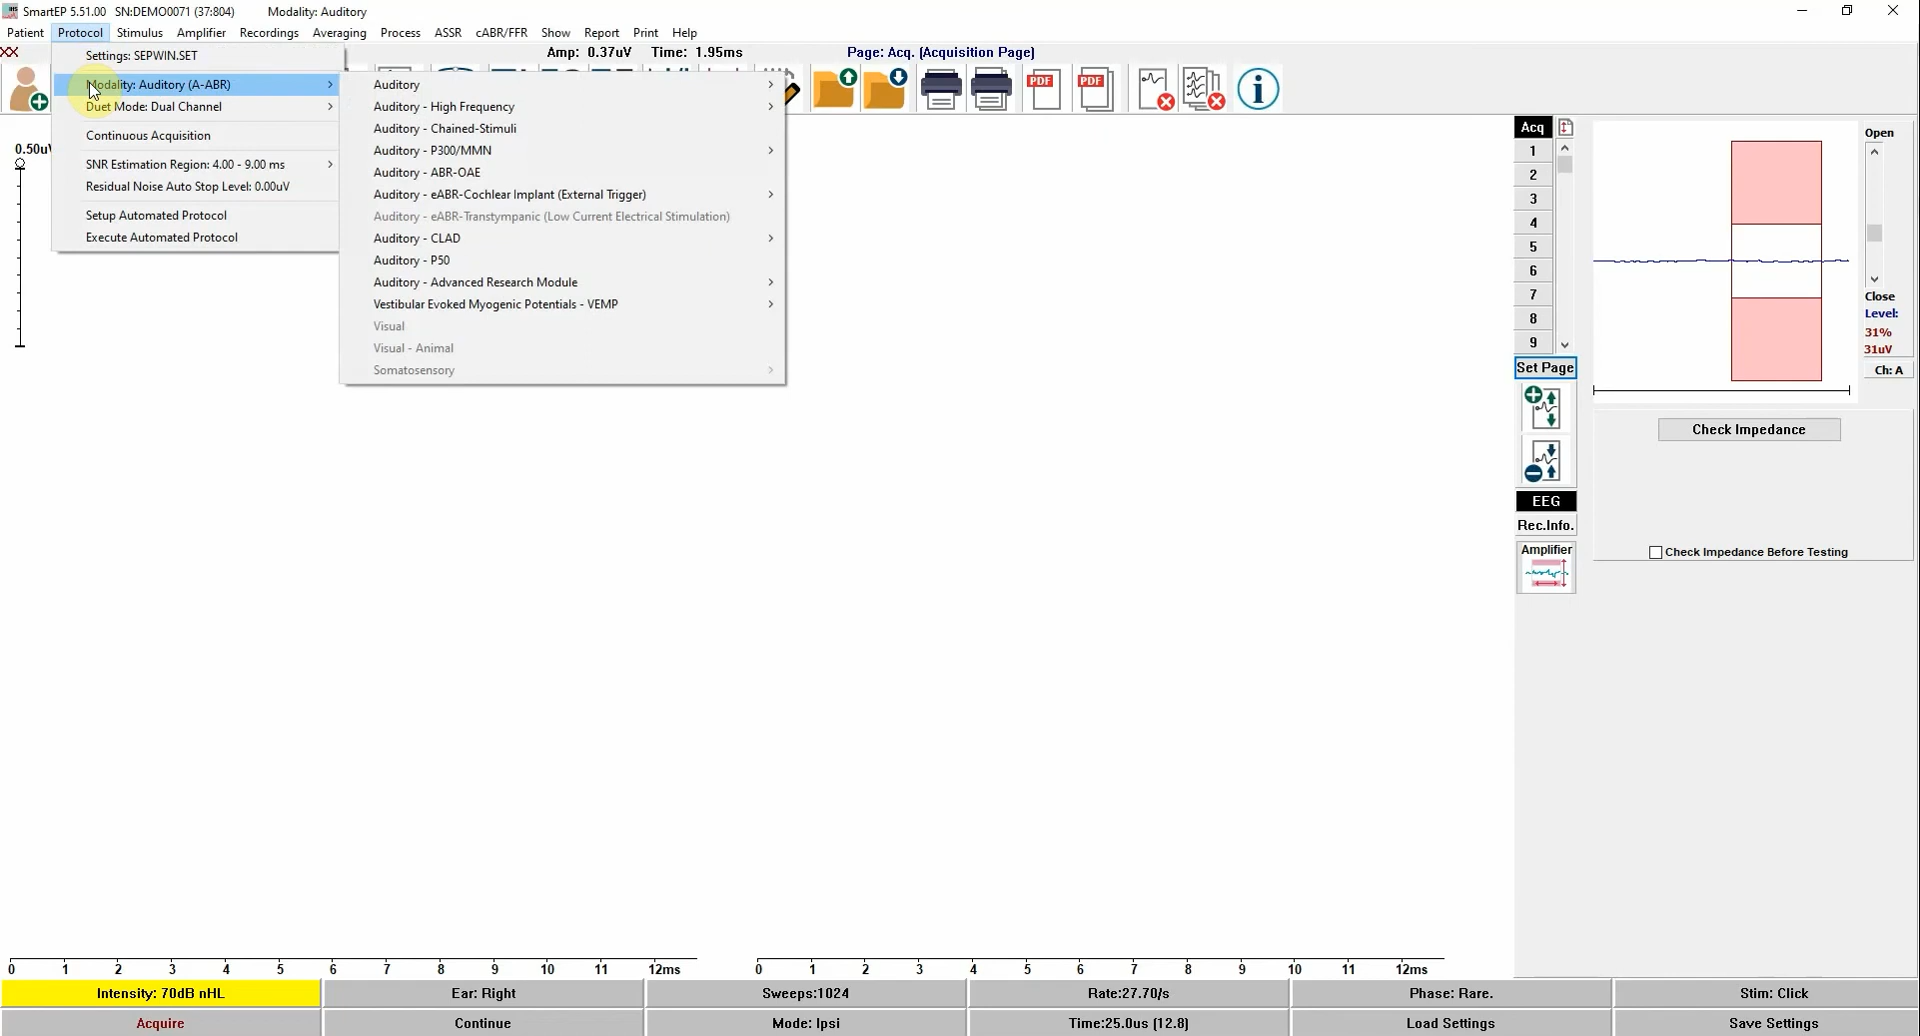 SmartEP 5.51.00 SN:DEMO0071 (37:804) Modality: Auditory
Patient Protocol Stimulus Amplifier Recordings Averaging Process ASSR cABR/FFR Show Report Print Help
Amp: 0.37uV Time: 1.95ms Page: Acq. (Acquisition Page)
Settings: SEPWIN.SET
Modality: Auditory (A-ABR)
Duet Mode: Dual Channel
Continuous Acquisition
SNR Estimation Region: 4.00 - 9.00 ms
Residual Noise Auto Stop Level: 0.00uV
Setup Automated Protocol
Execute Automated Protocol
Auditory
Auditory - High Frequency
Auditory - Chained-Stimuli
Auditory - P300/MMN
Auditory - ABR-OAE
Auditory - eABR-Cochlear Implant (External Trigger)
Auditory - eABR-Transtympanic (Low Current Electrical Stimulation)
Auditory - CLAD
Auditory - P50
Auditory - Advanced Research Module
Vestibular Evoked Myogenic Potentials - VEMP
Visual
Visual - Animal
Somatosensory
PDF PDF
Acq
1
2
3
4
5
6
7
8
9
Set Page
EEG
Rec.Info.
Amplifier
Open
Close
Level:
31%
31uV
Ch: A
Check Impedance
Check Impedance Before Testing
0 1 2 3 4 5 6 7 8 9 10 11 12ms
0 1 2 3 4 5 6 7 8 9 10 11 12ms
Intensity: 70dB nHL Ear: Right Sweeps:1024 Rate:27.70/s Phase: Rare. Stim: Click
Acquire Continue Mode: Ipsi Time:25.0us (12.8) Load Settings Save Settings